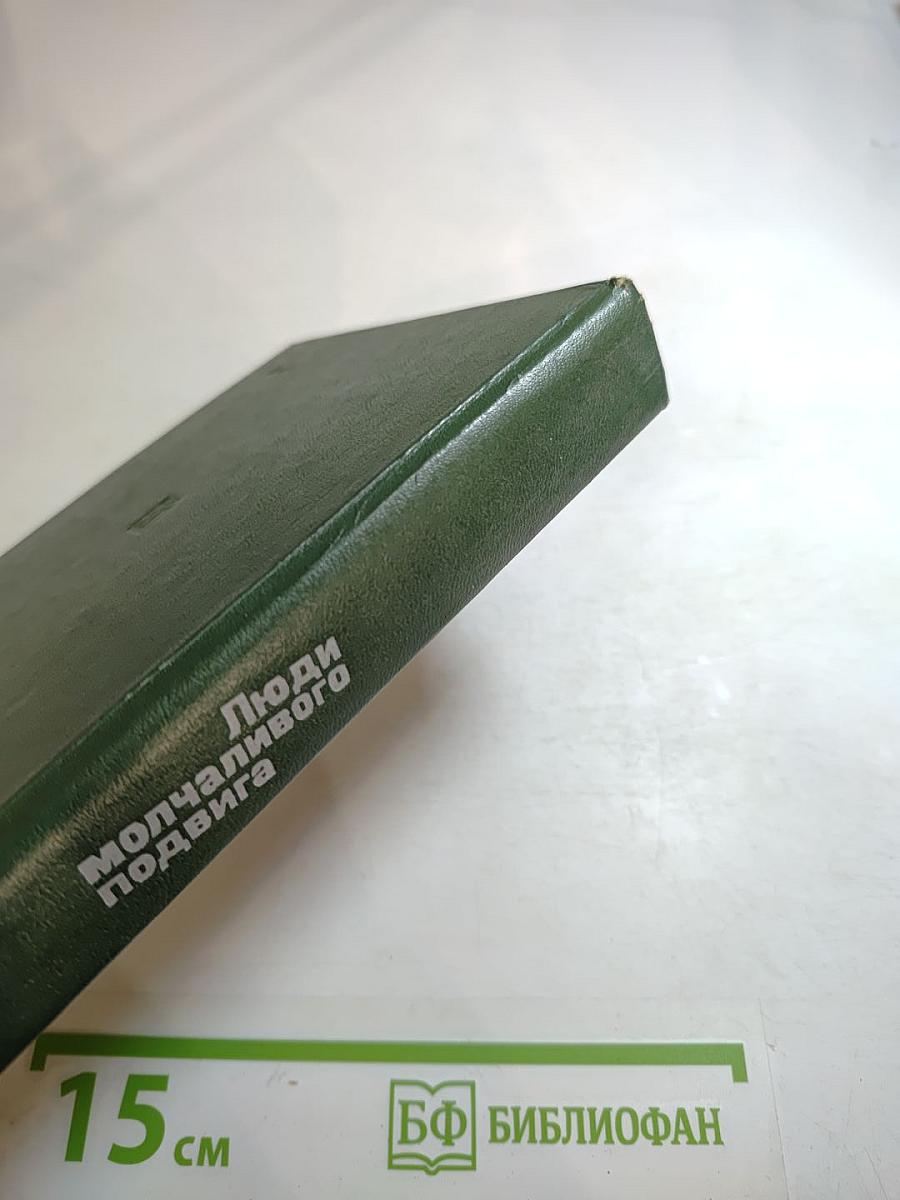 Люди
молчаливого
подвига
15 см
БФ БИБЛИОФАН